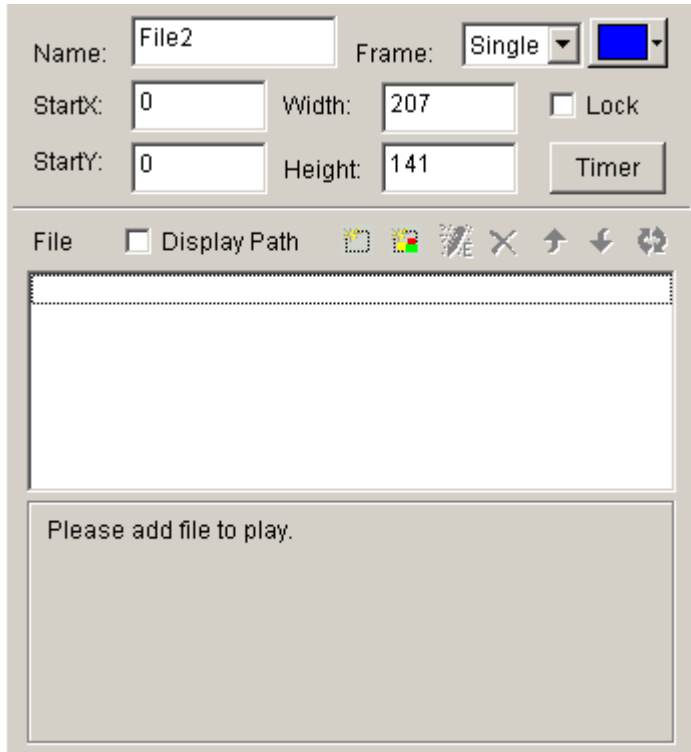 Name: File2 Frame: Single
StartX: 0 Width: 207 Lock
StartY: 0 Height: 141 Timer
File Display Path
Please add file to play.